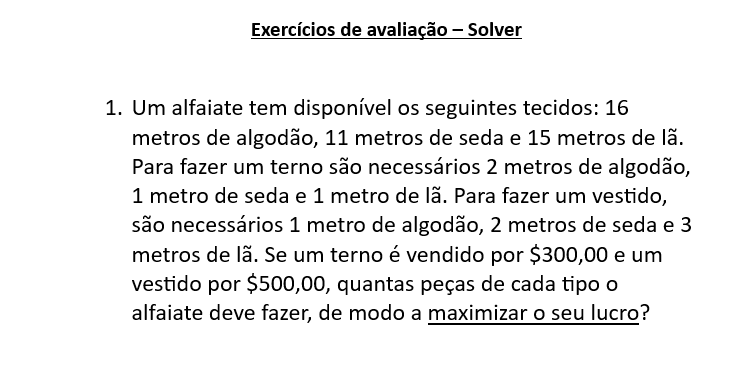 Exercícios de avaliação – Solver
1. Um alfaiate tem disponível os seguintes tecidos: 16
metros de algodão, 11 metros de seda e 15 metros de lã.
Para fazer um terno são necessários 2 metros de algodão,
1 metro de seda e 1 metro de lã. Para fazer um vestido,
são necessários 1 metro de algodão, 2 metros de seda e 3
metros de lã. Se um terno é vendido por $300,00 e um
vestido por $500,00, quantas peças de cada tipo o
alfaiate deve fazer, de modo a maximizar o seu lucro?